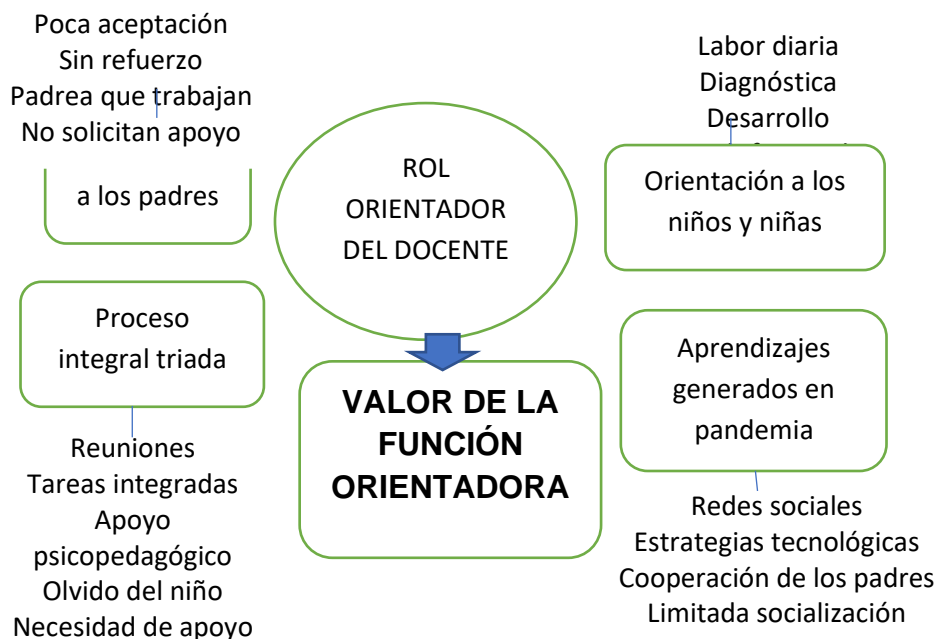 Poca aceptación
Sin refuerzo
Padrea que trabajan
No solicitan apoyo
a los padres
ROL
ORIENTADOR
DEL DOCENTE
Labor diaria
Diagnóstica
Desarrollo
Orientación a los
niños y niñas
Proceso
integral triada
Reuniones
Tareas integradas
Apoyo
psicopedagógico
Olvido del niño
Necesidad de apoyo
VALOR DE LA
FUNCIÓN
ORIENTADORA
Aprendizajes
generados en
pandemia
Redes sociales
Estrategias tecnológicas
Cooperación de los padres
Limitada socialización